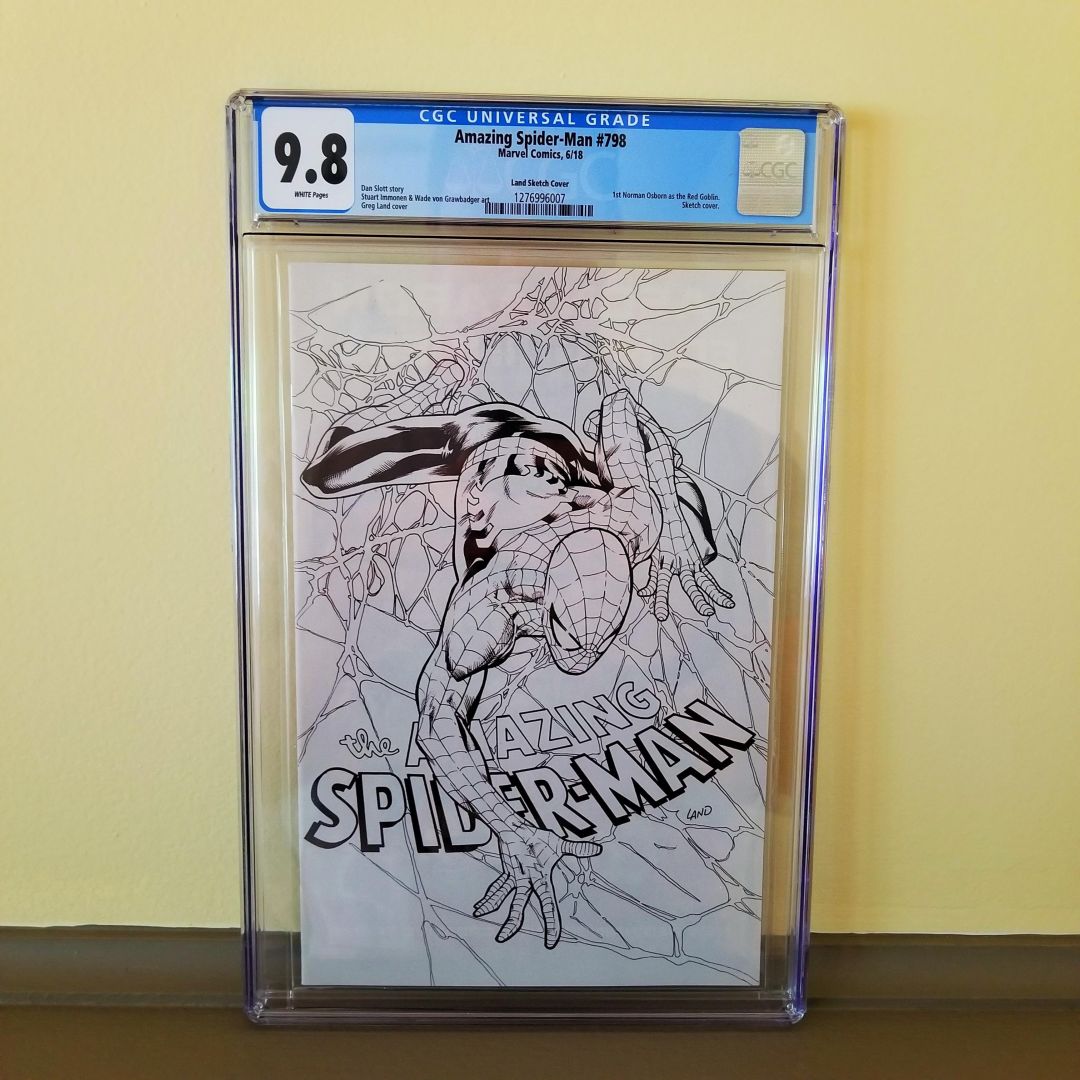 CGC UNIVERSAL GRADE
9.8
WHITE Pages
Amazing Spider-Man #798
Marvel Comics, 6/18
Land Sketch Cover
1276996007
Dan Slott story
Stuart Immonen & Wade von Grawbadger art
Greg Land cover
1st Norman Osborn as the Red Goblin.
Sketch cover.
CGC
the AMAZING
SPIDER-MAN
LAND